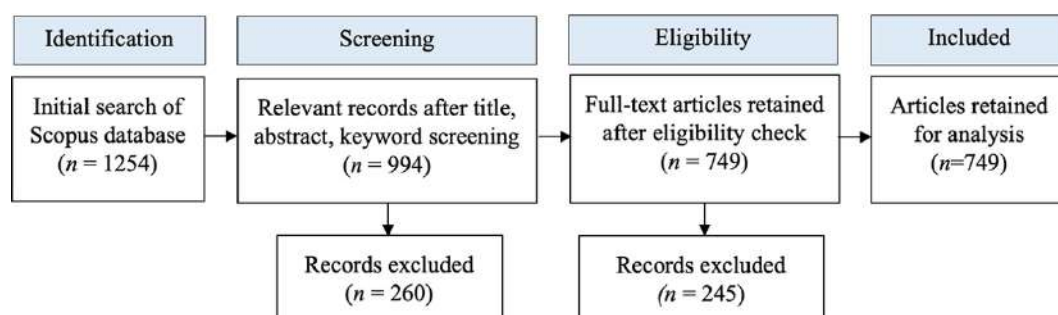 Identification
Screening
Eligibility
Included
Initial search of
Scopus database
(n = 1254)
Relevant records after title,
abstract, keyword screening
(n = 994)
Full-text articles retained
after eligibility check
(n = 749)
Articles retained
for analysis
(n=749)
Records excluded
(n = 260)
Records excluded
(n = 245)